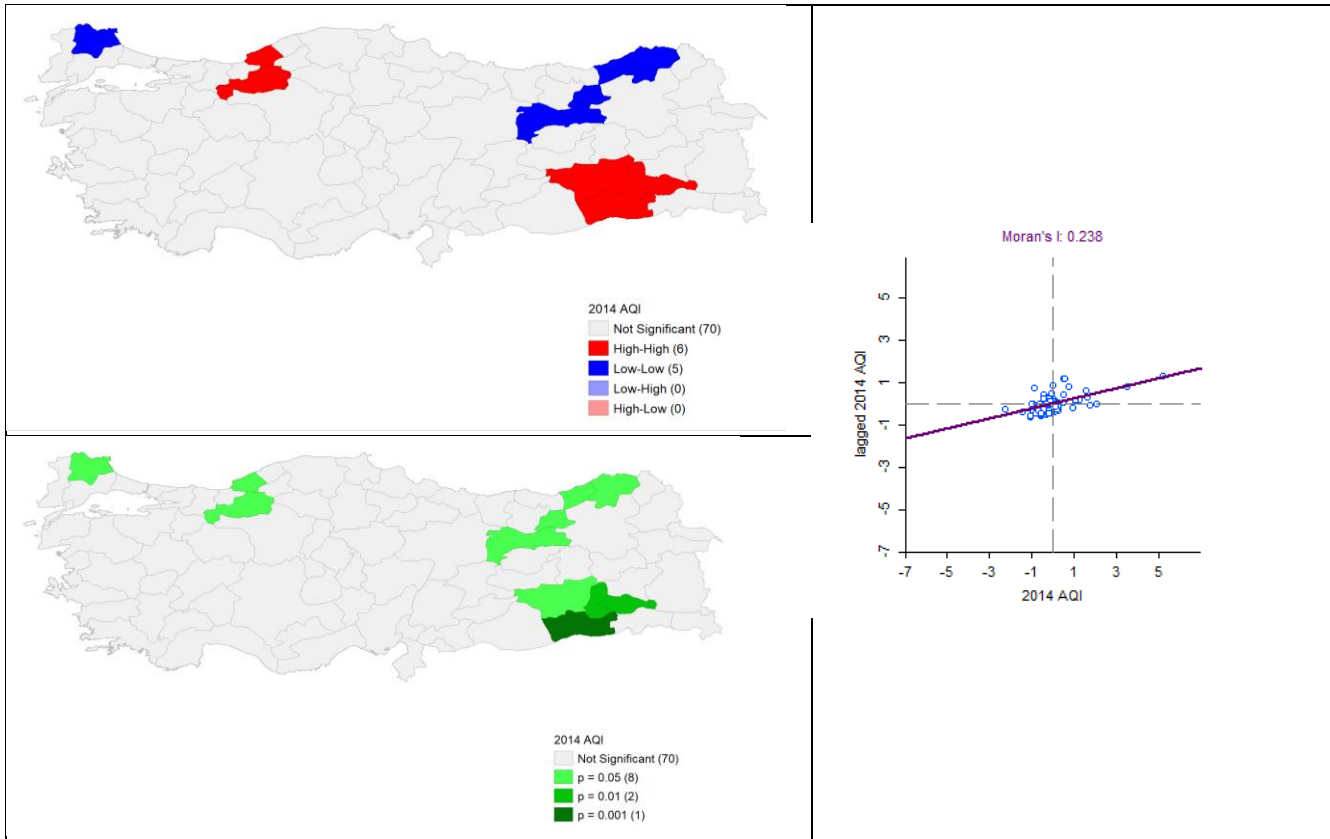 2014 AQI
Not Significant (70)
High-High (6)
Low-Low (5)
Low-High (0)
High-Low (0)
2014 AQI
Not Significant (70)
p = 0.05 (8)
p = 0.01 (2)
p = 0.001 (1)
Moran's I: 0.238
lagged 2014 AQI
5
3
1
-1
-3
-5
-7
-7 -5 -3 -1 1 3 5
2014 AQI